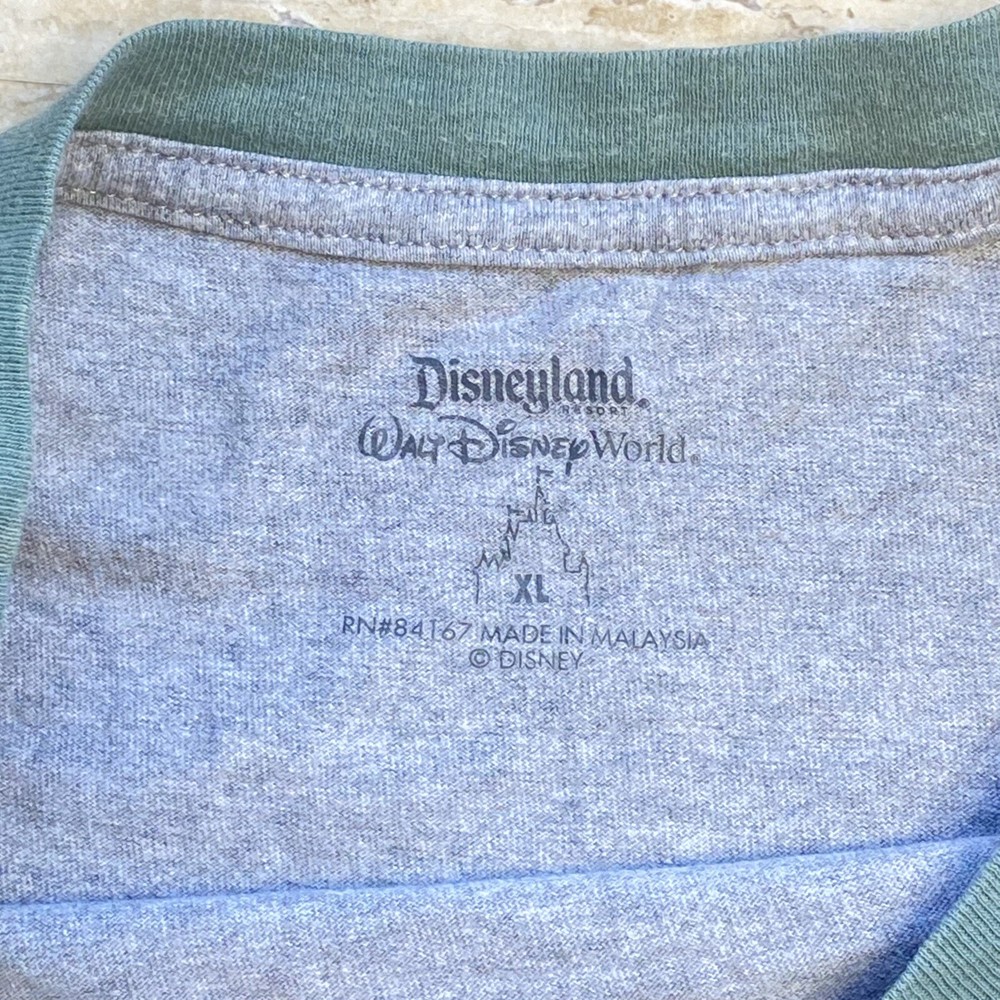 Disneyland®
RESORT
Walt Disney World®
XL
RN#84167 MADE IN MALAYSIA
© DISNEY